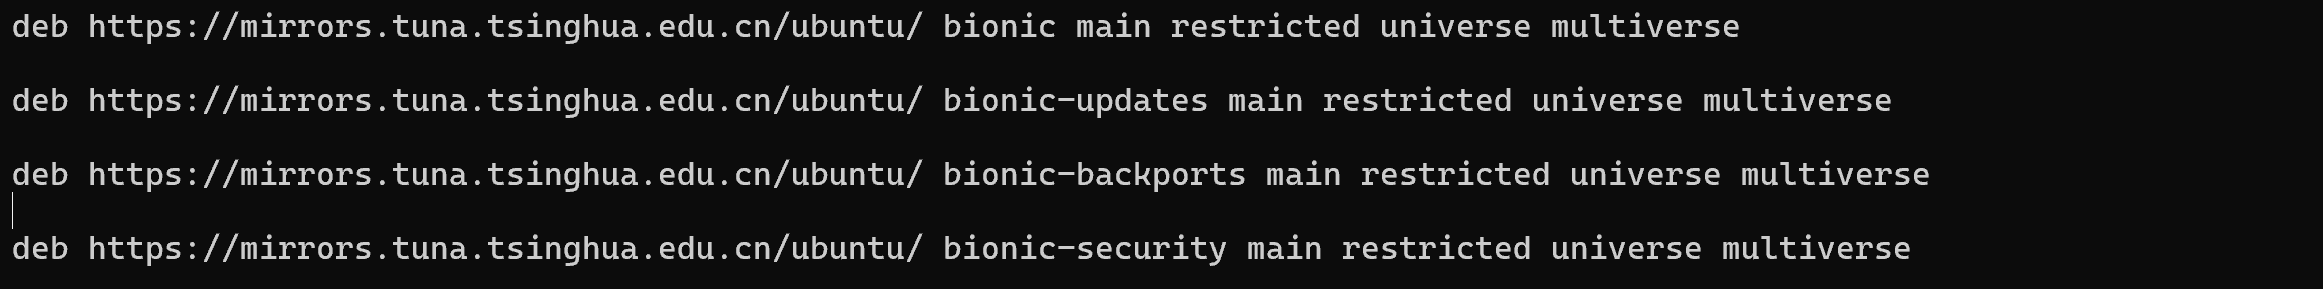 deb https://mirrors.tuna.tsinghua.edu.cn/ubuntu/ bionic main restricted universe multiverse
deb https://mirrors.tuna.tsinghua.edu.cn/ubuntu/ bionic-updates main restricted universe multiverse
deb https://mirrors.tuna.tsinghua.edu.cn/ubuntu/ bionic-backports main restricted universe multiverse
deb https://mirrors.tuna.tsinghua.edu.cn/ubuntu/ bionic-security main restricted universe multiverse